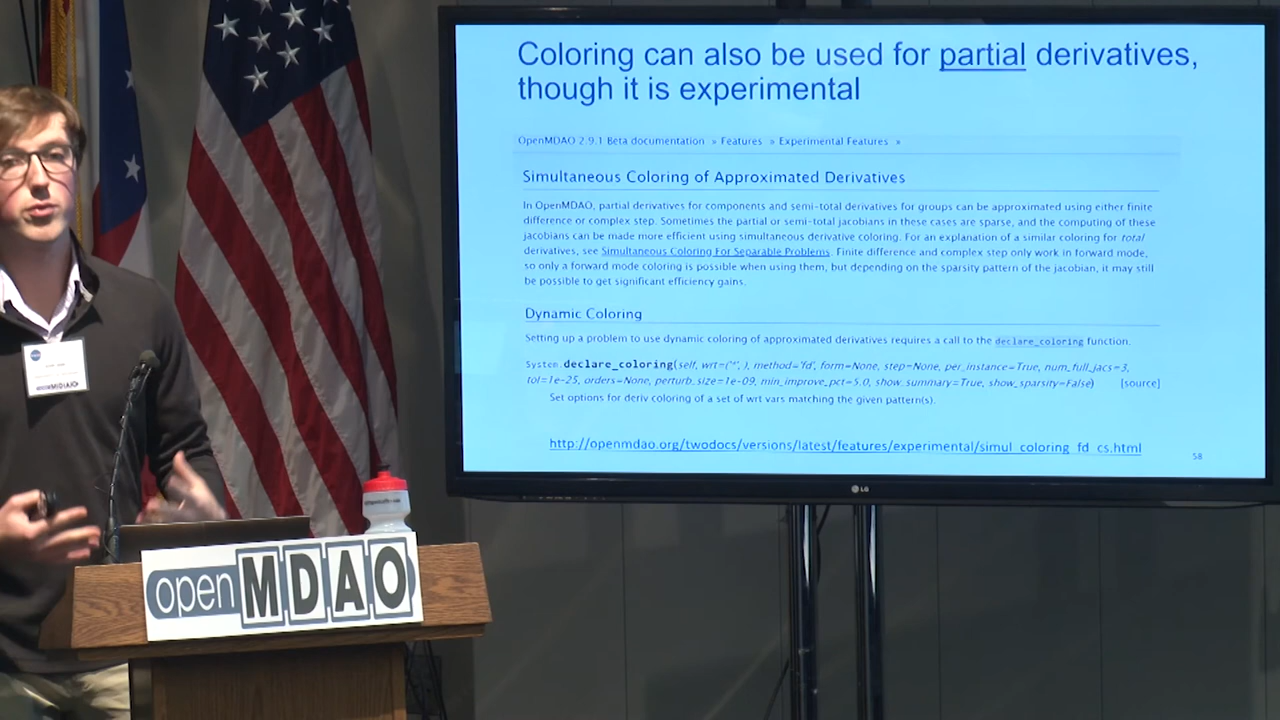 Coloring can also be used for partial derivatives,
though it is experimental
OpenMDAO 2.9.1 Beta documentation » Features » Experimental Features »
Simultaneous Coloring of Approximated Derivatives
In OpenMDAO, partial derivatives for components and semi-total derivatives for groups can be approximated using either finite
difference or complex step. Sometimes the partial or semi-total jacobians in these cases are sparse, and the computing of these
jacobians can be made more efficient using simultaneous derivative coloring. For an explanation of a similar coloring for total
derivatives, see Simultaneous Coloring For Separable Problems. Finite difference and complex step only work in forward mode,
so only a forward mode coloring is possible when using them, but depending on the sparsity pattern of the jacobian, it may still
be possible to get significant efficiency gains.
Dynamic Coloring
Setting up a problem to use dynamic coloring of approximated derivatives requires a call to the declare_coloring function.
System.declare_coloring(self, wrt=('*', ), method='fd', form=None, step=None, per_instance=True, num_full_jacs=3,
tol=1e-25, orders=None, perturb_size=1e-09, min_improve_pct=5.0, show_summary=True, show_sparsity=False) [source]
Set options for deriv coloring of a set of wrt vars matching the given pattern(s).
http://openmdao.org/twodocs/versions/latest/features/experimental/simul_coloring_fd_cs.html
58
LG
openMDAO
openMDAO